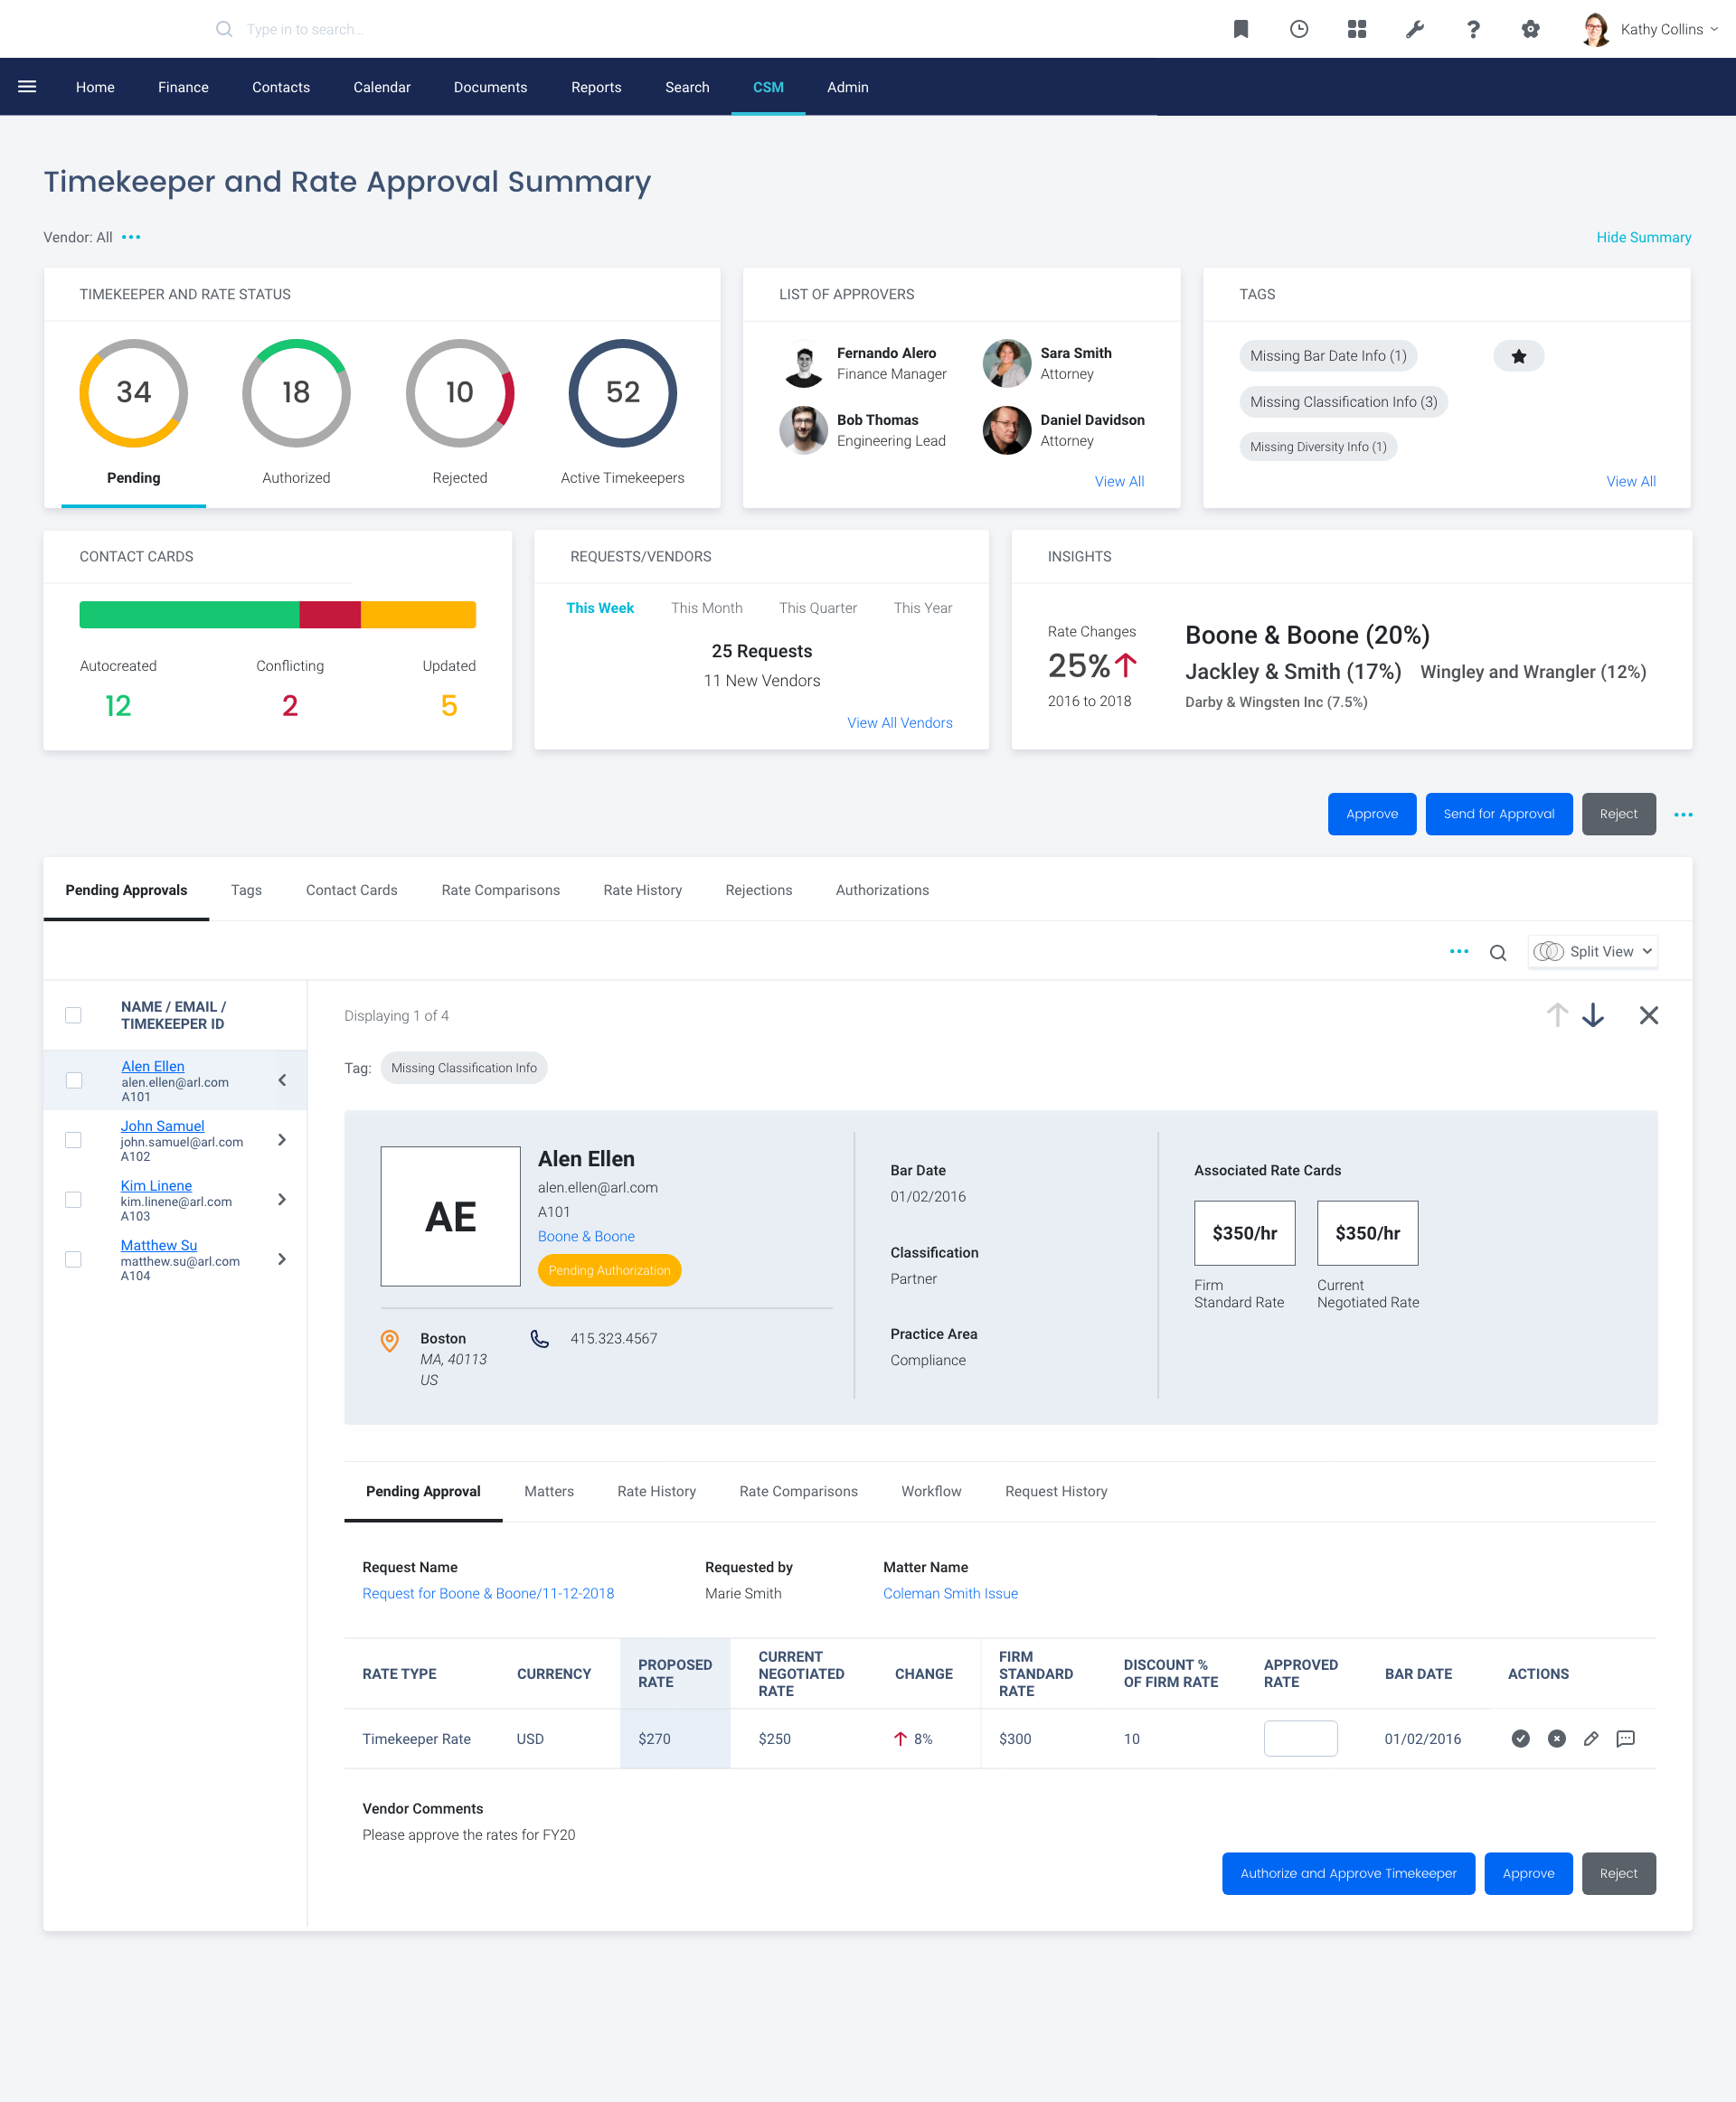 Type in to search...
Kathy Collins
Home Finance Contacts Calendar Documents Reports Search CSM Admin
Timekeeper and Rate Approval Summary
Vendor: All
Hide Summary
TIMEKEEPER AND RATE STATUS
34 18 10 52
Pending Authorized Rejected Active Timekeepers
LIST OF APPROVERS
Fernando Alero
Finance Manager
Sara Smith
Attorney
Bob Thomas
Engineering Lead
Daniel Davidson
Attorney
View All
TAGS
Missing Bar Date Info (1)
Missing Classification Info (3)
Missing Diversity Info (1)
View All
CONTACT CARDS
Autocreated Conflicting Updated
12 2 5
REQUESTS/VENDORS
This Week This Month This Quarter This Year
25 Requests
11 New Vendors
View All Vendors
INSIGHTS
Rate Changes
25%
2016 to 2018
Boone & Boone (20%)
Jackley & Smith (17%) Wingley and Wrangler (12%)
Darby & Wingsten Inc (7.5%)
Approve Send for Approval Reject
Pending Approvals Tags Contact Cards Rate Comparisons Rate History Rejections Authorizations
Split View
NAME / EMAIL /
TIMEKEEPER ID
Alen Ellen
alen.ellen@arl.com
A101
John Samuel
john.samuel@arl.com
A102
Kim Linene
kim.linene@arl.com
A103
Matthew Su
matthew.su@arl.com
A104
Displaying 1 of 4
Tag: Missing Classification Info
AE
Alen Ellen
alen.ellen@arl.com
A101
Boone & Boone
Pending Authorization
Boston
MA, 40113
US
415.323.4567
Bar Date
01/02/2016
Classification
Partner
Practice Area
Compliance
Associated Rate Cards
$350/hr $350/hr
Firm
Standard Rate
Current
Negotiated Rate
Pending Approval Matters Rate History Rate Comparisons Workflow Request History
Request Name
Request for Boone & Boone/11-12-2018
Requested by
Marie Smith
Matter Name
Coleman Smith Issue
RATE TYPE
CURRENCY
PROPOSED
RATE
CURRENT
NEGOTIATED
RATE
CHANGE
FIRM
STANDARD
RATE
DISCOUNT %
OF FIRM RATE
APPROVED
RATE
BAR DATE
ACTIONS
Timekeeper Rate USD $270 $250 8% $300 10 01/02/2016
Vendor Comments
Please approve the rates for FY20
Authorize and Approve Timekeeper Approve Reject